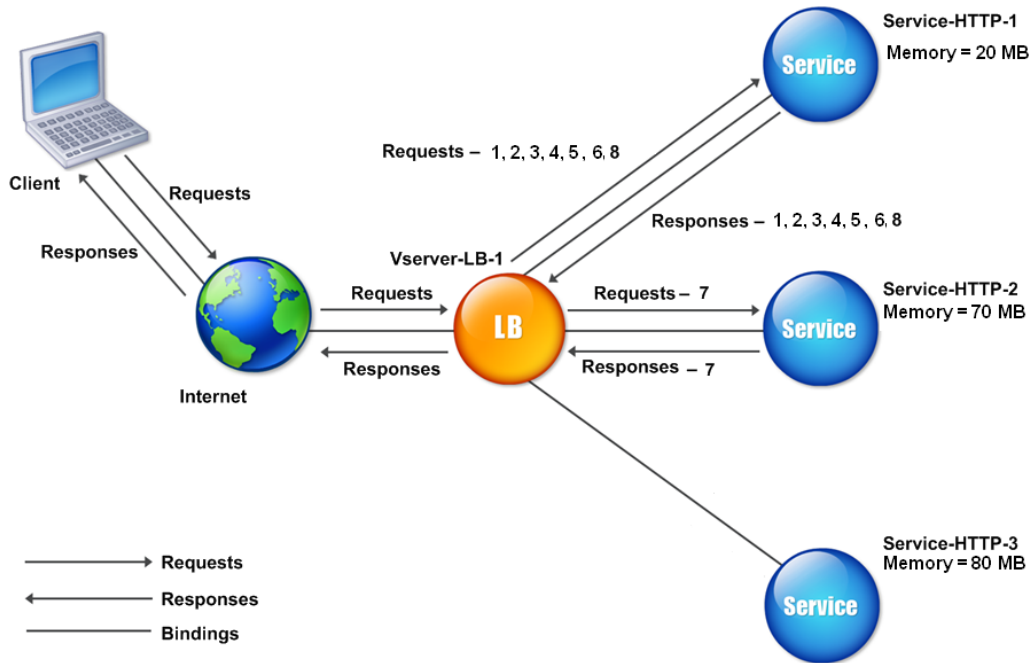 Service-HTTP-1
Memory = 20 MB
Service
Requests – 1, 2, 3, 4, 5 , 6, 8
Client
Requests
Responses – 1, 2, 3, 4, 5 , 6, 8
Responses
Vserver-LB-1
Service-HTTP-2
Memory = 70 MB
Requests
Requests – 7
LB
Service
Responses
Responses – 7
Internet
Service-HTTP-3
Memory = 80 MB
Requests
Responses
Service
Bindings